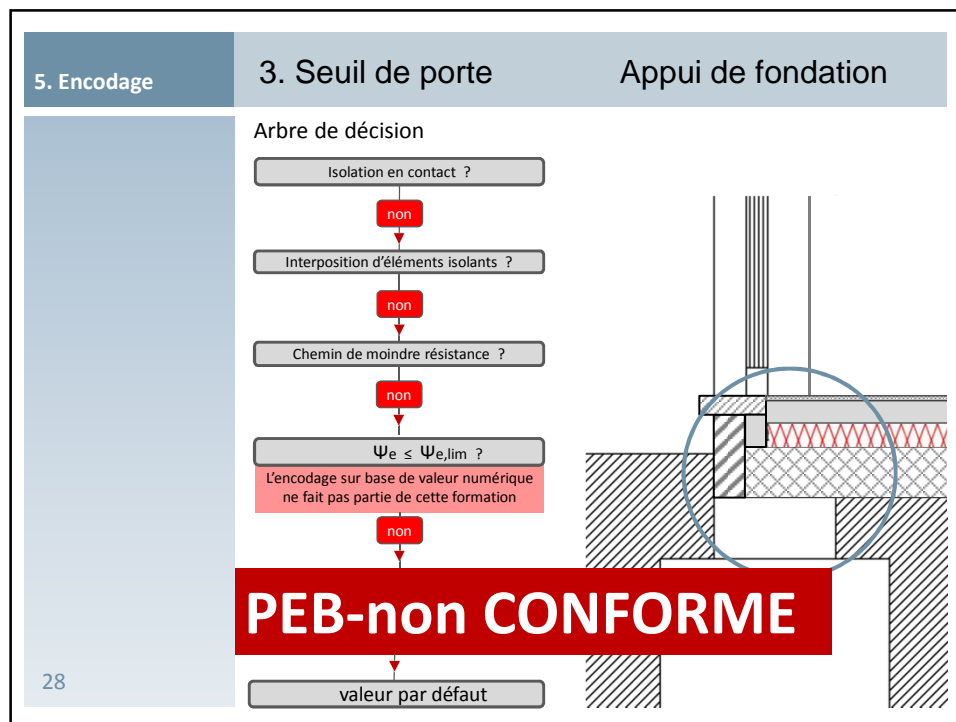 5. Encodage
3. Seuil de porte
Appui de fondation
Arbre de décision
Isolation en contact ?
non
Interposition d'éléments isolants ?
non
Chemin de moindre résistance ?
non
Ψe ≤ Ψe,lim ?
L'encodage sur base de valeur numérique
ne fait pas partie de cette formation
non
PEB-non CONFORME
valeur par défaut
28